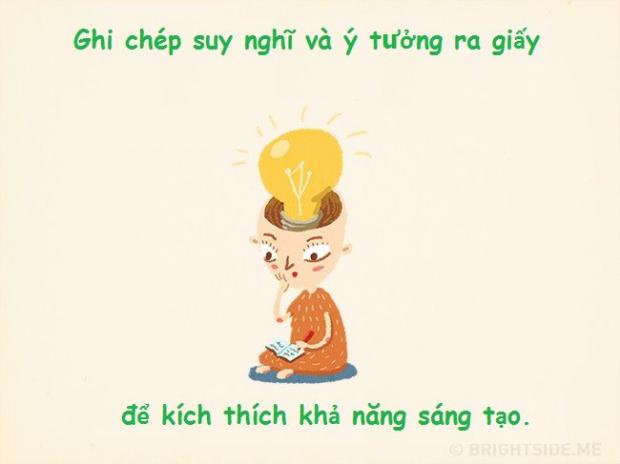 Ghi chép suy nghĩ và ý tưởng ra giấy
để kích thích khả năng sáng tạo.
© BRIGHTSIDE.ME